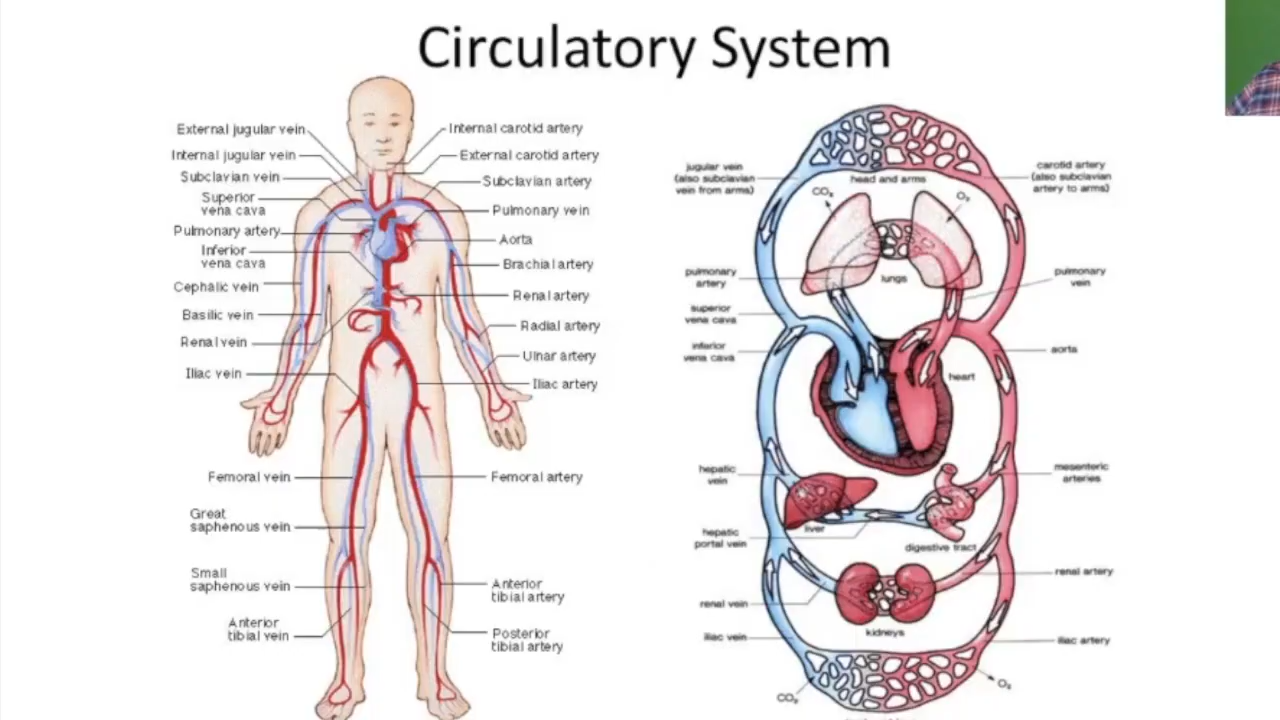 Circulatory System
External jugular vein
Internal jugular vein
Subclavian vein
Superior
vena cava
Pulmonary artery
Inferior
vena cava
Cephalic vein
Basilic vein
Renal vein
Iliac vein
Femoral vein
Great
saphenous vein
Small
saphenous vein
Anterior
tibial vein
Internal carotid artery
External carotid artery
Subclavian artery
Pulmonary vein
Aorta
Brachial artery
Renal artery
Radial artery
Ulnar artery
Iliac artery
Femoral artery
Anterior
tibial artery
Posterior
tibial artery
jugular vein
(also subclavian
vein from arms)
CO₂
pulmonary
artery
superior
vena cava
inferior
vena cava
hepatic
vein
hepatic
portal vein
renal vein
iliac vein
CO₂
head and arms
lungs
heart
liver
digestive tract
kidneys
carotid artery
(also subclavian
artery to arms)
O₂
pulmonary
vein
aorta
mesenteric
arteries
renal artery
iliac artery
O₂